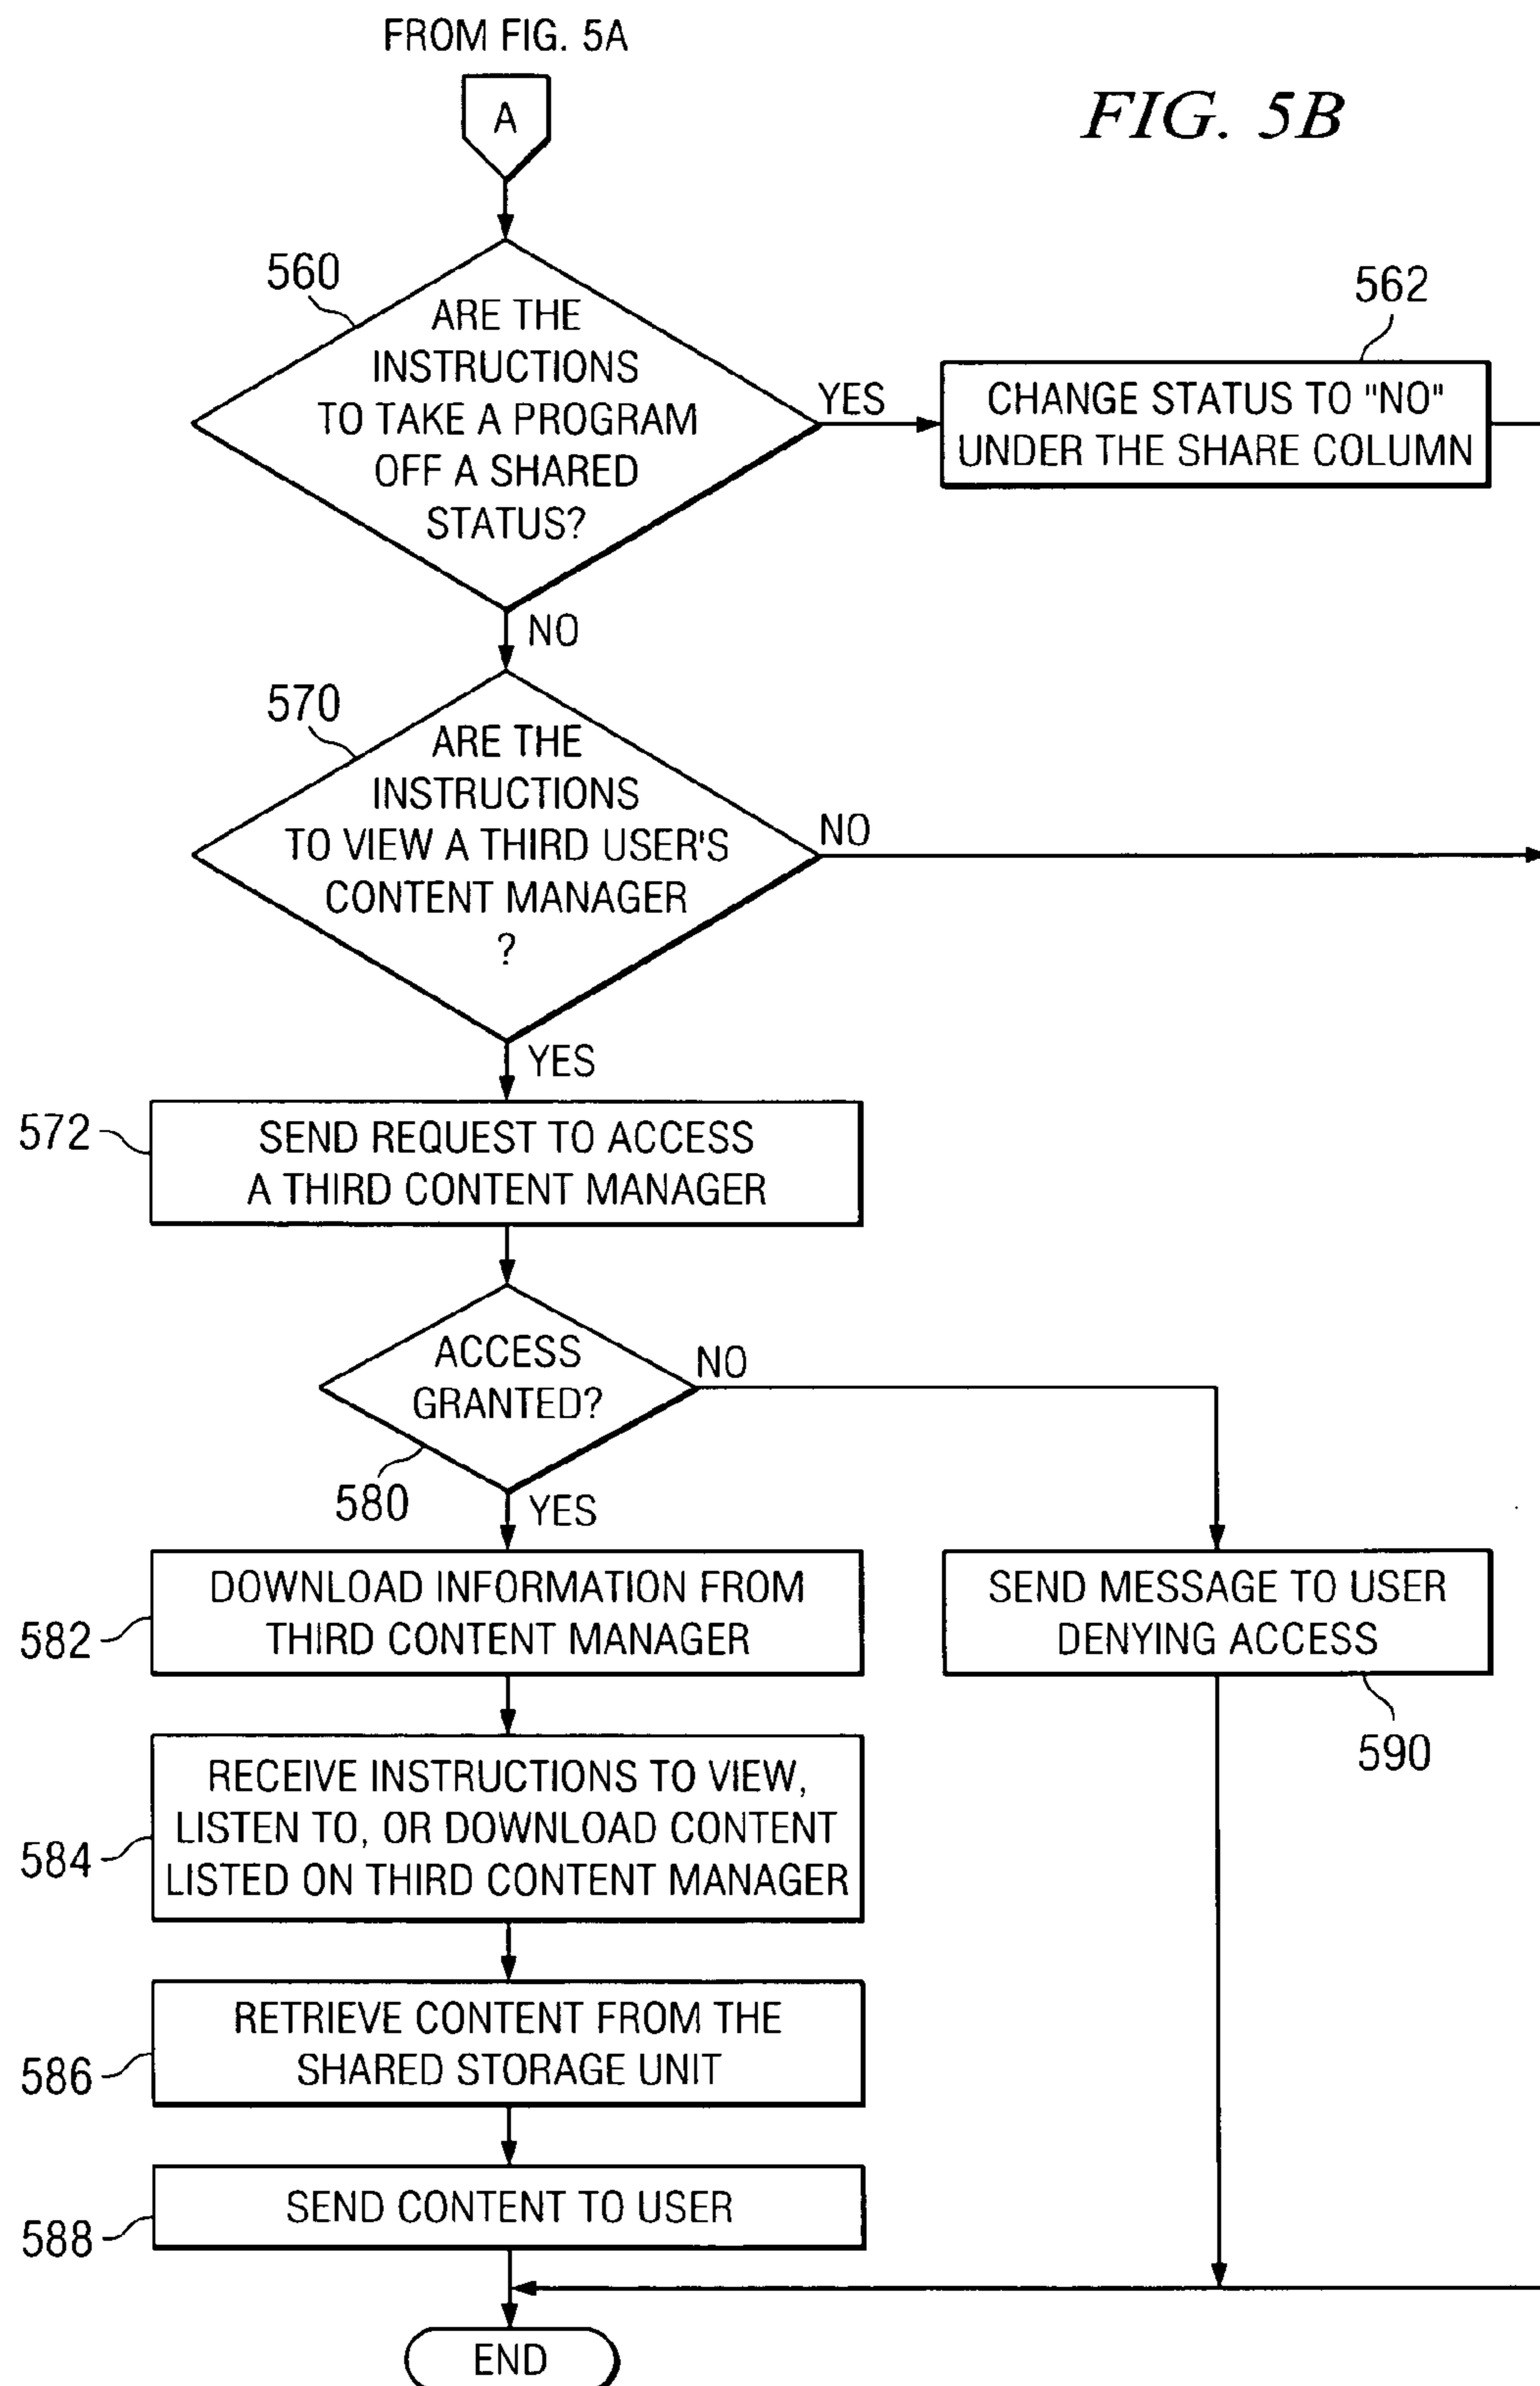 FROM FIG. 5A
A
FIG. 5B
560
ARE THE
INSTRUCTIONS
TO TAKE A PROGRAM
OFF A SHARED
STATUS?
YES
562
CHANGE STATUS TO "NO"
UNDER THE SHARE COLUMN
NO
570
ARE THE
INSTRUCTIONS
TO VIEW A THIRD USER'S
CONTENT MANAGER
?
NO
YES
572
SEND REQUEST TO ACCESS
A THIRD CONTENT MANAGER
ACCESS
GRANTED?
NO
580
YES
582
DOWNLOAD INFORMATION FROM
THIRD CONTENT MANAGER
SEND MESSAGE TO USER
DENYING ACCESS
590
584
RECEIVE INSTRUCTIONS TO VIEW,
LISTEN TO, OR DOWNLOAD CONTENT
LISTED ON THIRD CONTENT MANAGER
586
RETRIEVE CONTENT FROM THE
SHARED STORAGE UNIT
588
SEND CONTENT TO USER
END